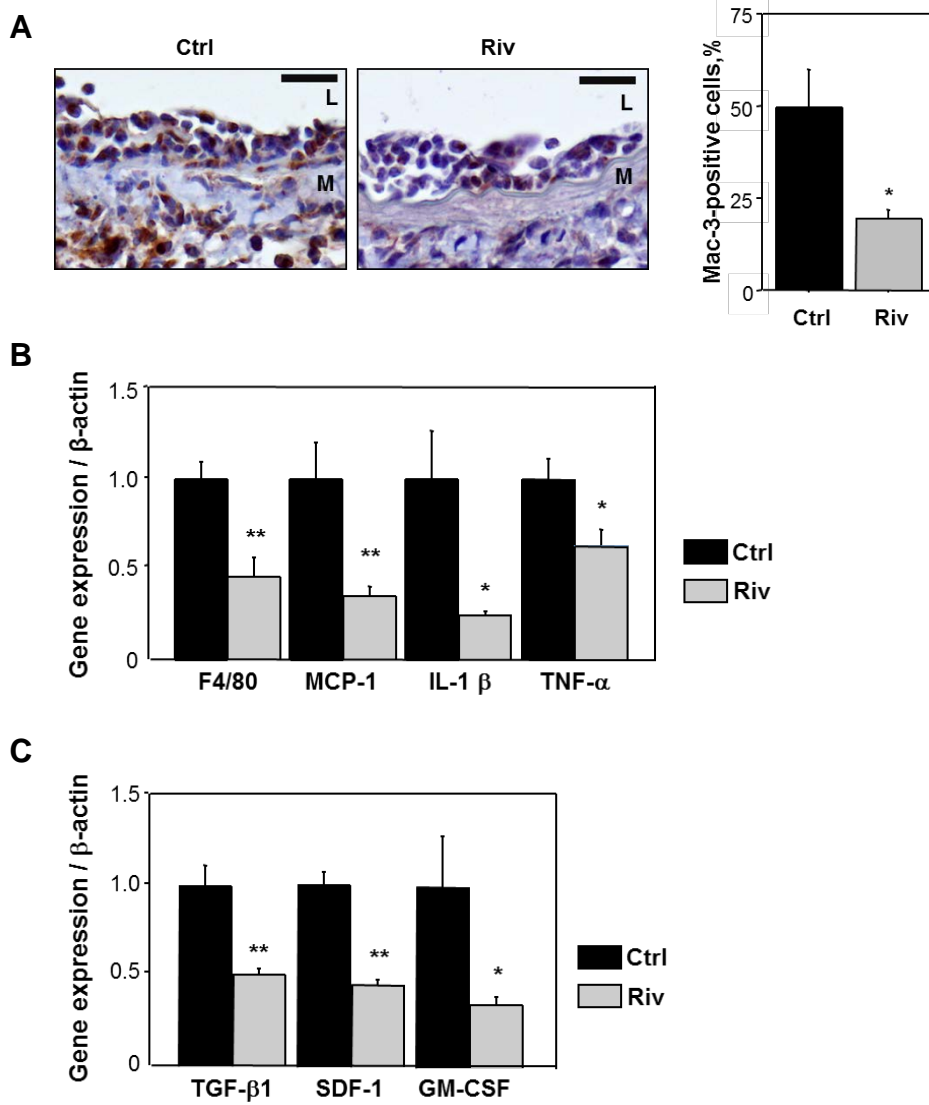 A
Ctrl
Riv
L
M
L
M
Mac-3-positive cells,%
75
50
25
0
*
Ctrl Riv
B
Gene expression / β-actin
1.5
1.0
0.5
0
** ** * *
F4/80 MCP-1 IL-1 β TNF-α
Ctrl
Riv
C
Gene expression / β-actin
1.5
1.0
0.5
0
** ** *
TGF-β1 SDF-1 GM-CSF
Ctrl
Riv